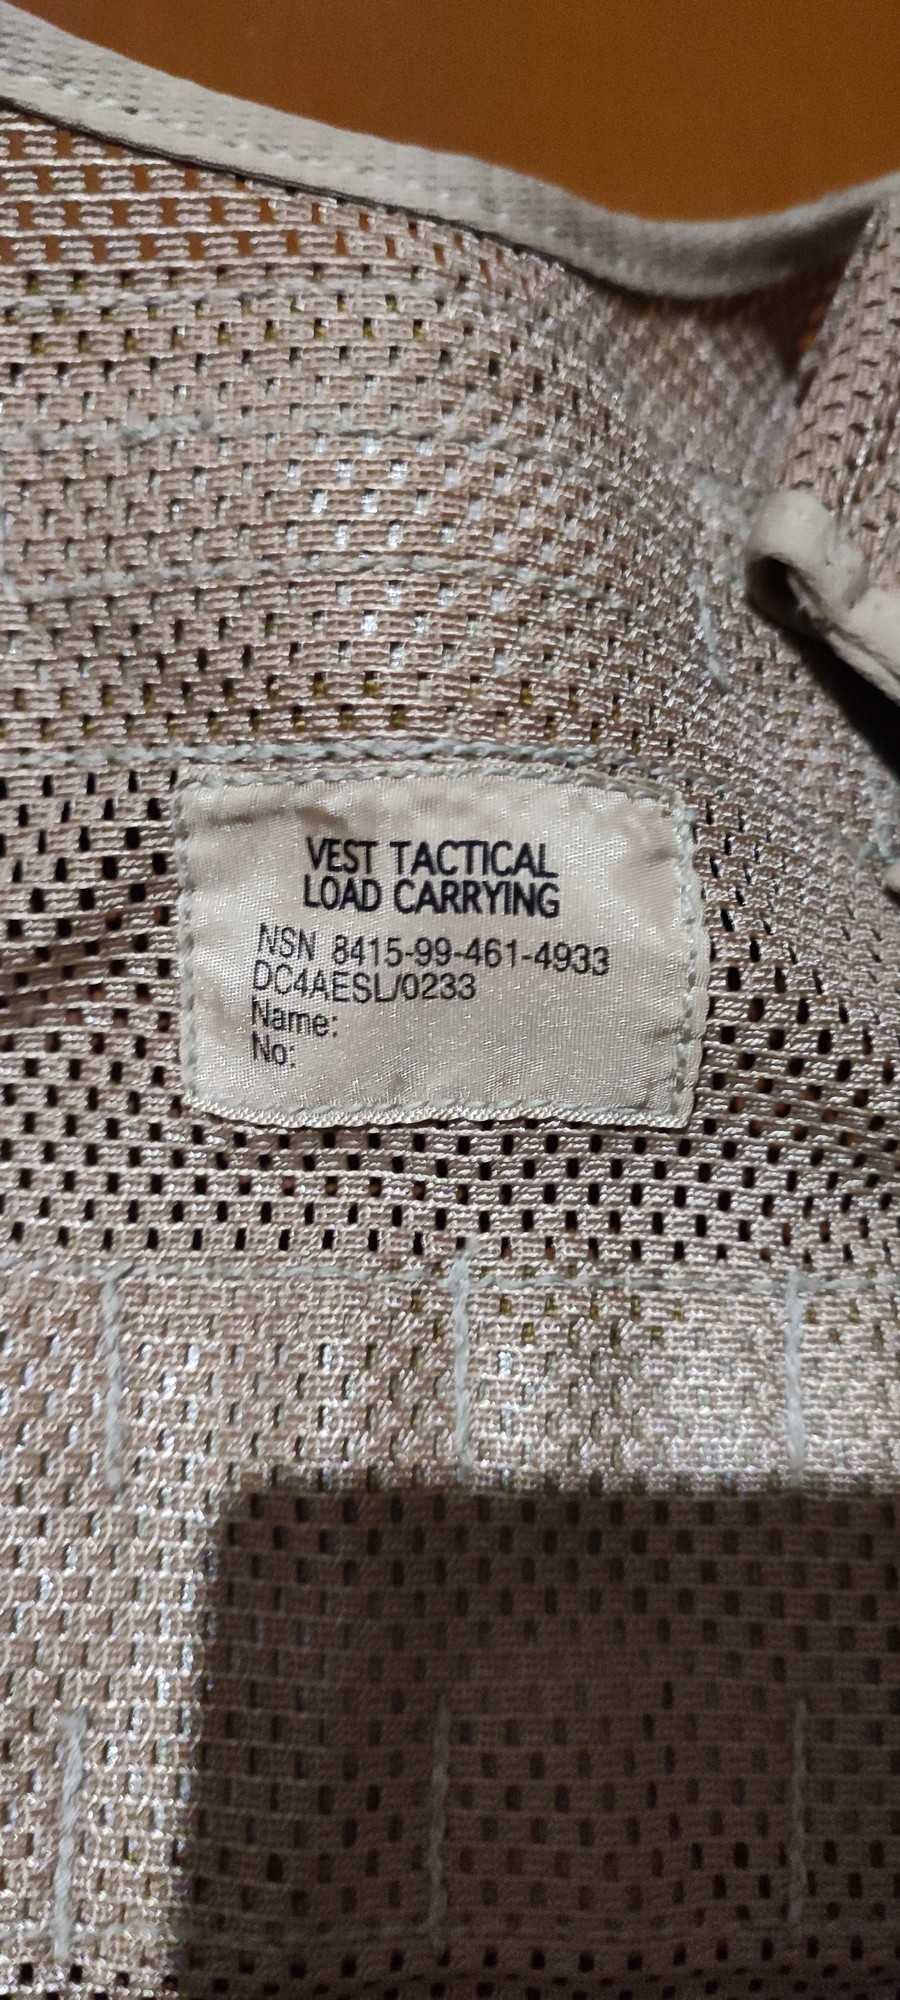 VEST TACTICAL
LOAD CARRYING
NSN 8415-99-461-4933
DC4AESL/0233
Name:
No: